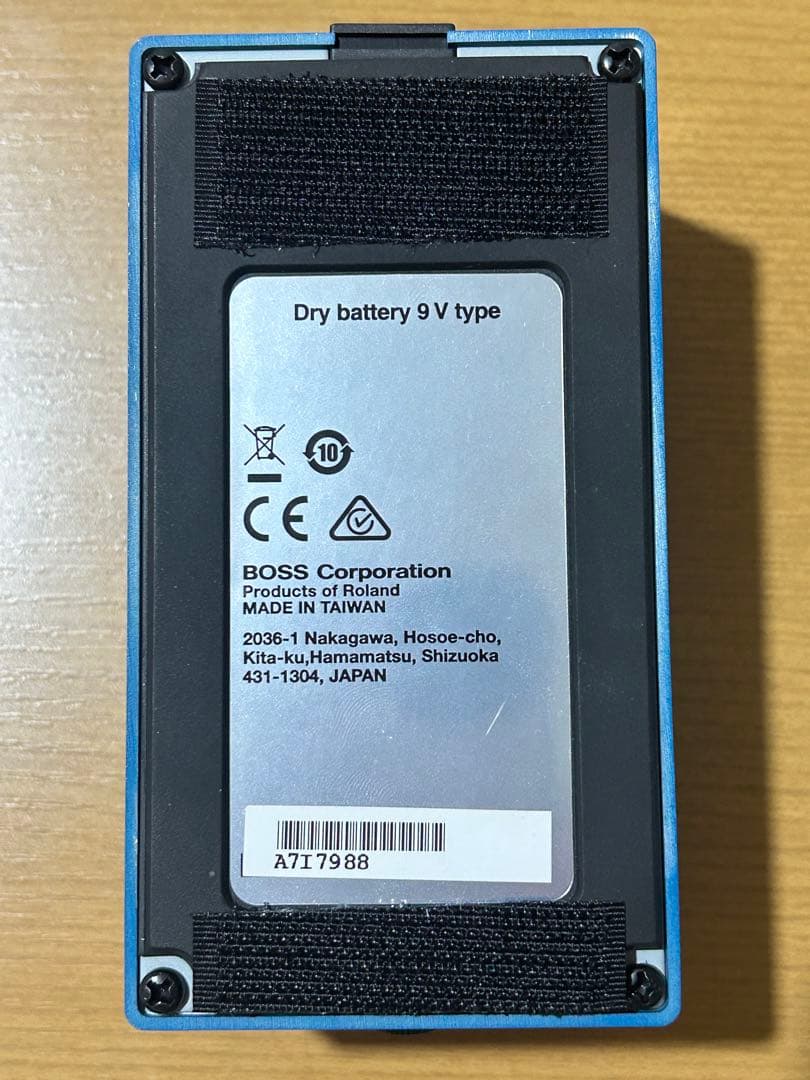 Dry battery 9 V type
10
CE
BOSS Corporation
Products of Roland
MADE IN TAIWAN
2036-1 Nakagawa, Hosoe-cho,
Kita-ku,Hamamatsu, Shizuoka
431-1304, JAPAN
A7I7988